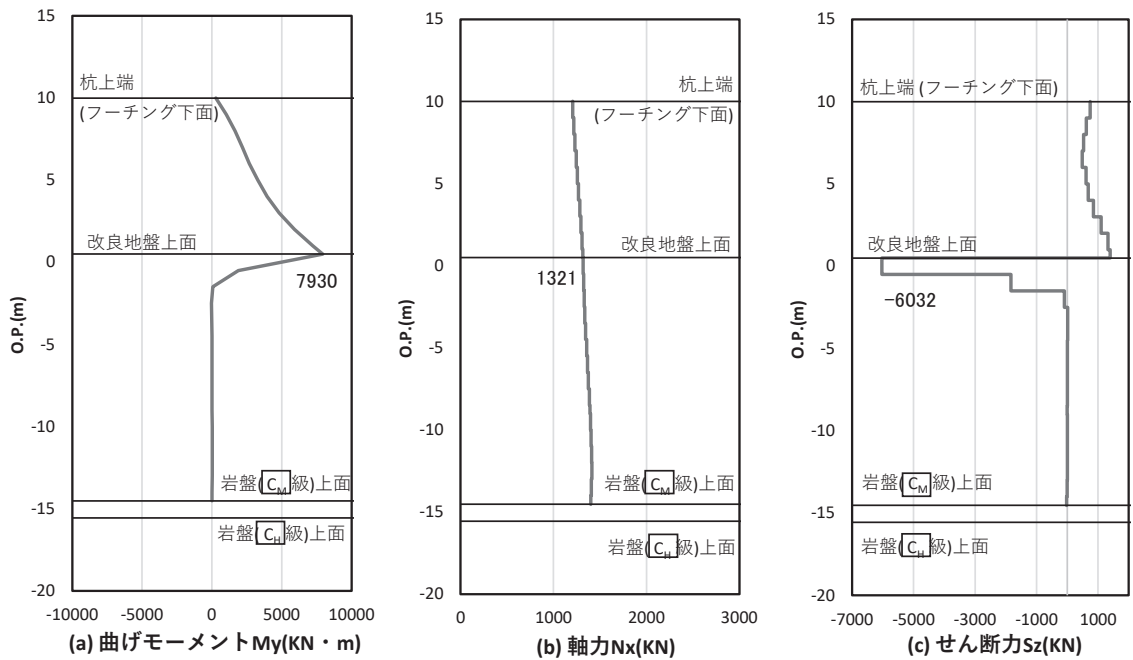 15
10
5
0
-5
-10
-15
-20
O.P.(m)
杭上端
(フーチング下面)
改良地盤上面
7930
岩盤(CM級)上面
岩盤(CH級)上面
-10000 -5000 0 5000 10000
(a) 曲げモーメントMy(KN・m)
15
10
5
0
-5
-10
-15
-20
O.P.(m)
杭上端
(フーチング下面)
改良地盤上面
1321
岩盤(CM級)上面
岩盤(CH級)上面
0 1000 2000 3000
(b) 軸力Nx(KN)
15
10
5
0
-5
-10
-15
-20
O.P.(m)
杭上端 (フーチング下面)
改良地盤上面
-6032
岩盤(CM級)上面
岩盤(CH級)上面
-7000 -5000 -3000 -1000 1000
(c) せん断力Sz(KN)